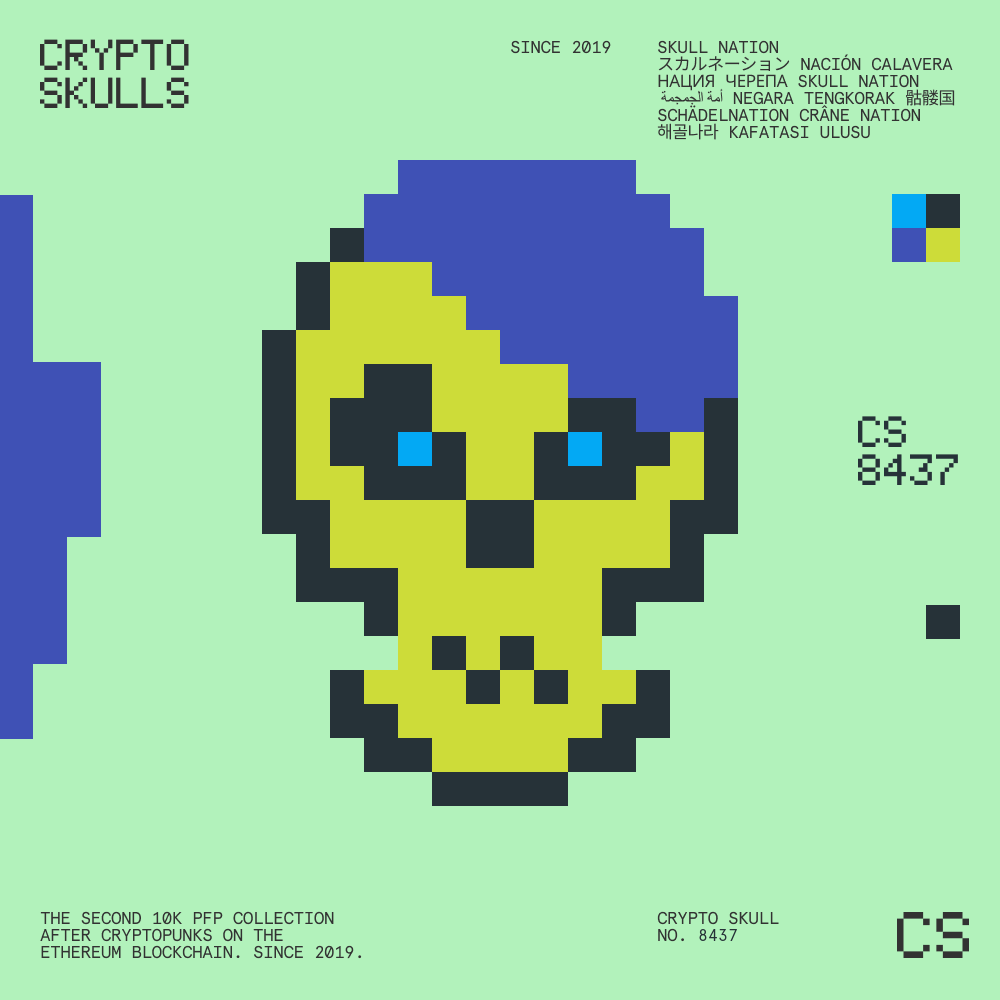 CRYPTO
SKULLS
SINCE 2019
SKULL NATION
スカルネーション NACIÓN CALAVERA
НАЦИЯ ЧЕРЕПА SKULL NATION
أمة الجمجمة NEGARA TENGKORAK 骷髅国
SCHÄDELNATION CRÂNE NATION
해골나라 KAFATASI ULUSU
CS
8437
THE SECOND 10K PFP COLLECTION
AFTER CRYPTOPUNKS ON THE
ETHEREUM BLOCKCHAIN. SINCE 2019.
CRYPTO SKULL
NO. 8437
CS